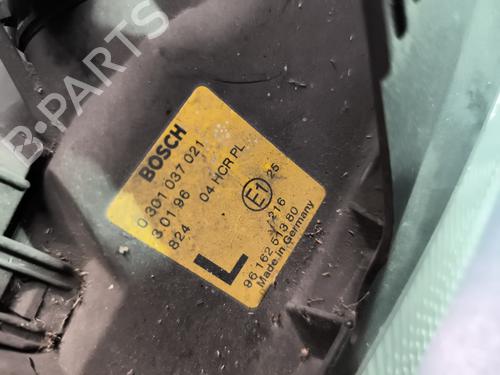 B-PARTS
BOSCH
0 301 037 021
3 01 96
824 04 HCR PL
E1 25
L
216
96 162 543 80
Made in Germany